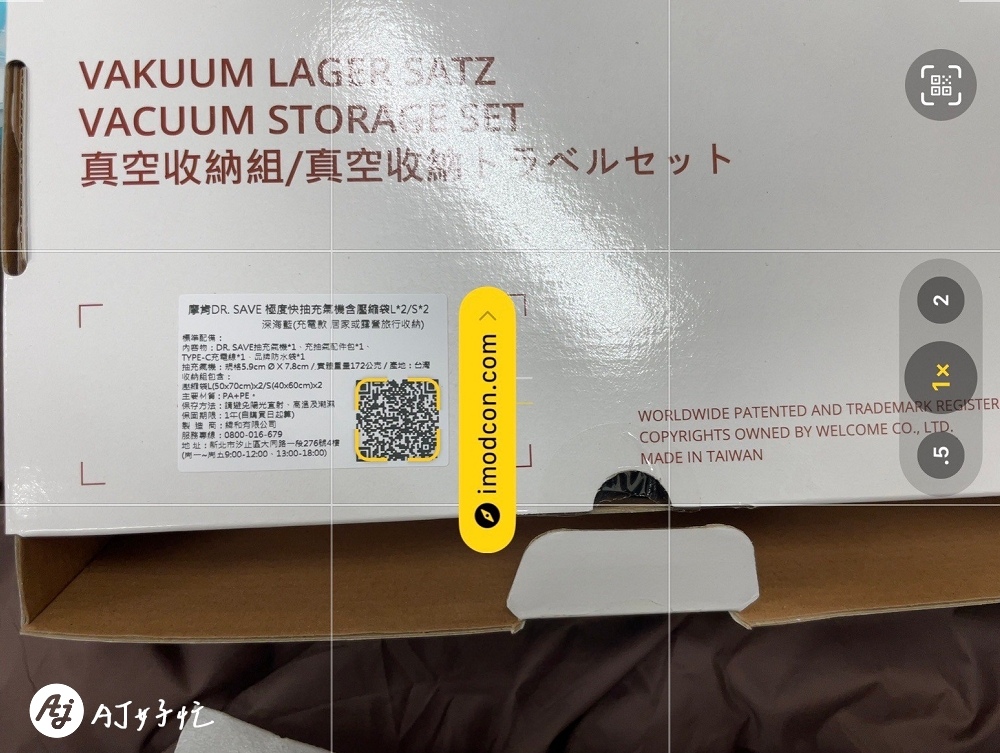 VAKUUM LAGER SATZ
VACUUM STORAGE SET
真空收納組/真空收納トラベルセット
摩肯DR. SAVE 極度快抽充氣機含壓縮袋L*2/S*2
深海藍(充電款 居家或露營旅行收納)
標準配備：
內容物：DR. SAVE抽充氣機*1、充抽氣配件包*1、
TYPE-C充電線*1、品牌防水袋*1
抽充氣機：規格5.9cm Ø X 7.8cm / 實體重量172公克 / 產地：台灣
收納組包含：
壓縮袋L(50x70cm)x2/S(40x60cm)x2
主要材質：PA+PE。
保存方法：請避免陽光直射、高溫及潮濕
保固期限：1年(自購買日起算)
製 造 商：緯和有限公司
服務專線：0800-016-679
地 址：新北市汐止區大同路一段276號4樓
(周一~周五9:00-12:00、13:00-18:00)
imodcon.com
WORLDWIDE PATENTED AND TRADEMARK REGISTER
COPYRIGHTS OWNED BY WELCOME CO., LTD.
MADE IN TAIWAN
2
1×
.5
Aj AJ好忙